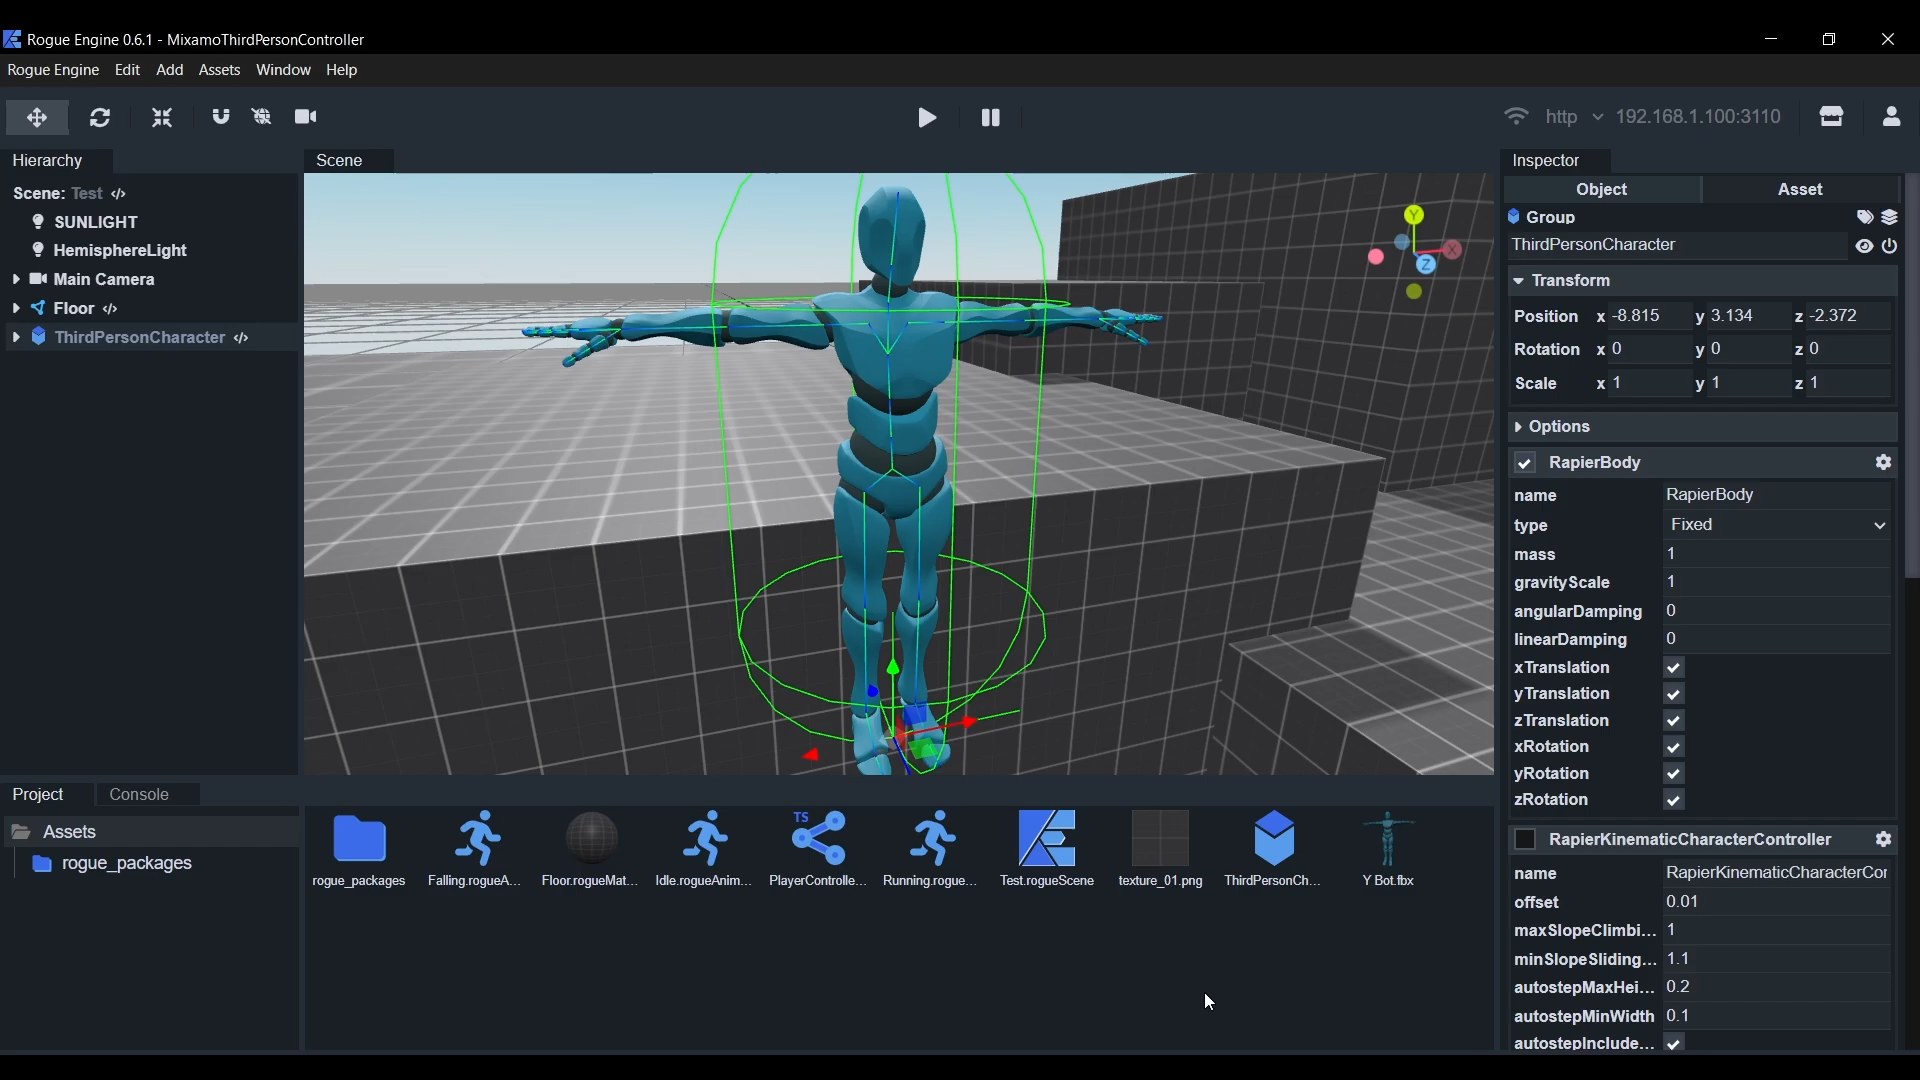 Rogue Engine 0.6.1 - MixamoThirdPersonController
Rogue Engine Edit Add Assets Window Help
http 192.168.1.100:3110
Hierarchy
Scene: Test </>
SUNLIGHT
HemisphereLight
Main Camera
Floor </>
ThirdPersonCharacter </>
Scene
Y
X
Z
Inspector
Object Asset
Group
ThirdPersonCharacter
Transform
Position x -8.815 y 3.134 z -2.372
Rotation x 0 y 0 z 0
Scale x 1 y 1 z 1
Options
RapierBody
name RapierBody
type Fixed
mass 1
gravityScale 1
angularDamping 0
linearDamping 0
xTranslation
yTranslation
zTranslation
xRotation
yRotation
zRotation
RapierKinematicCharacterController
name RapierKinematicCharacterCor
offset 0.01
maxSlopeClimbi... 1
minSlopeSliding... 1.1
autostepMaxHei... 0.2
autostepMinWidth 0.1
autostepInclude...
Project Console
Assets
rogue_packages
TS
rogue_packages Falling.rogueA... Floor.rogueMat... Idle.rogueAnim... PlayerControlle... Running.rogue... Test.rogueScene texture_01.png ThirdPersonCh... Y Bot.fbx